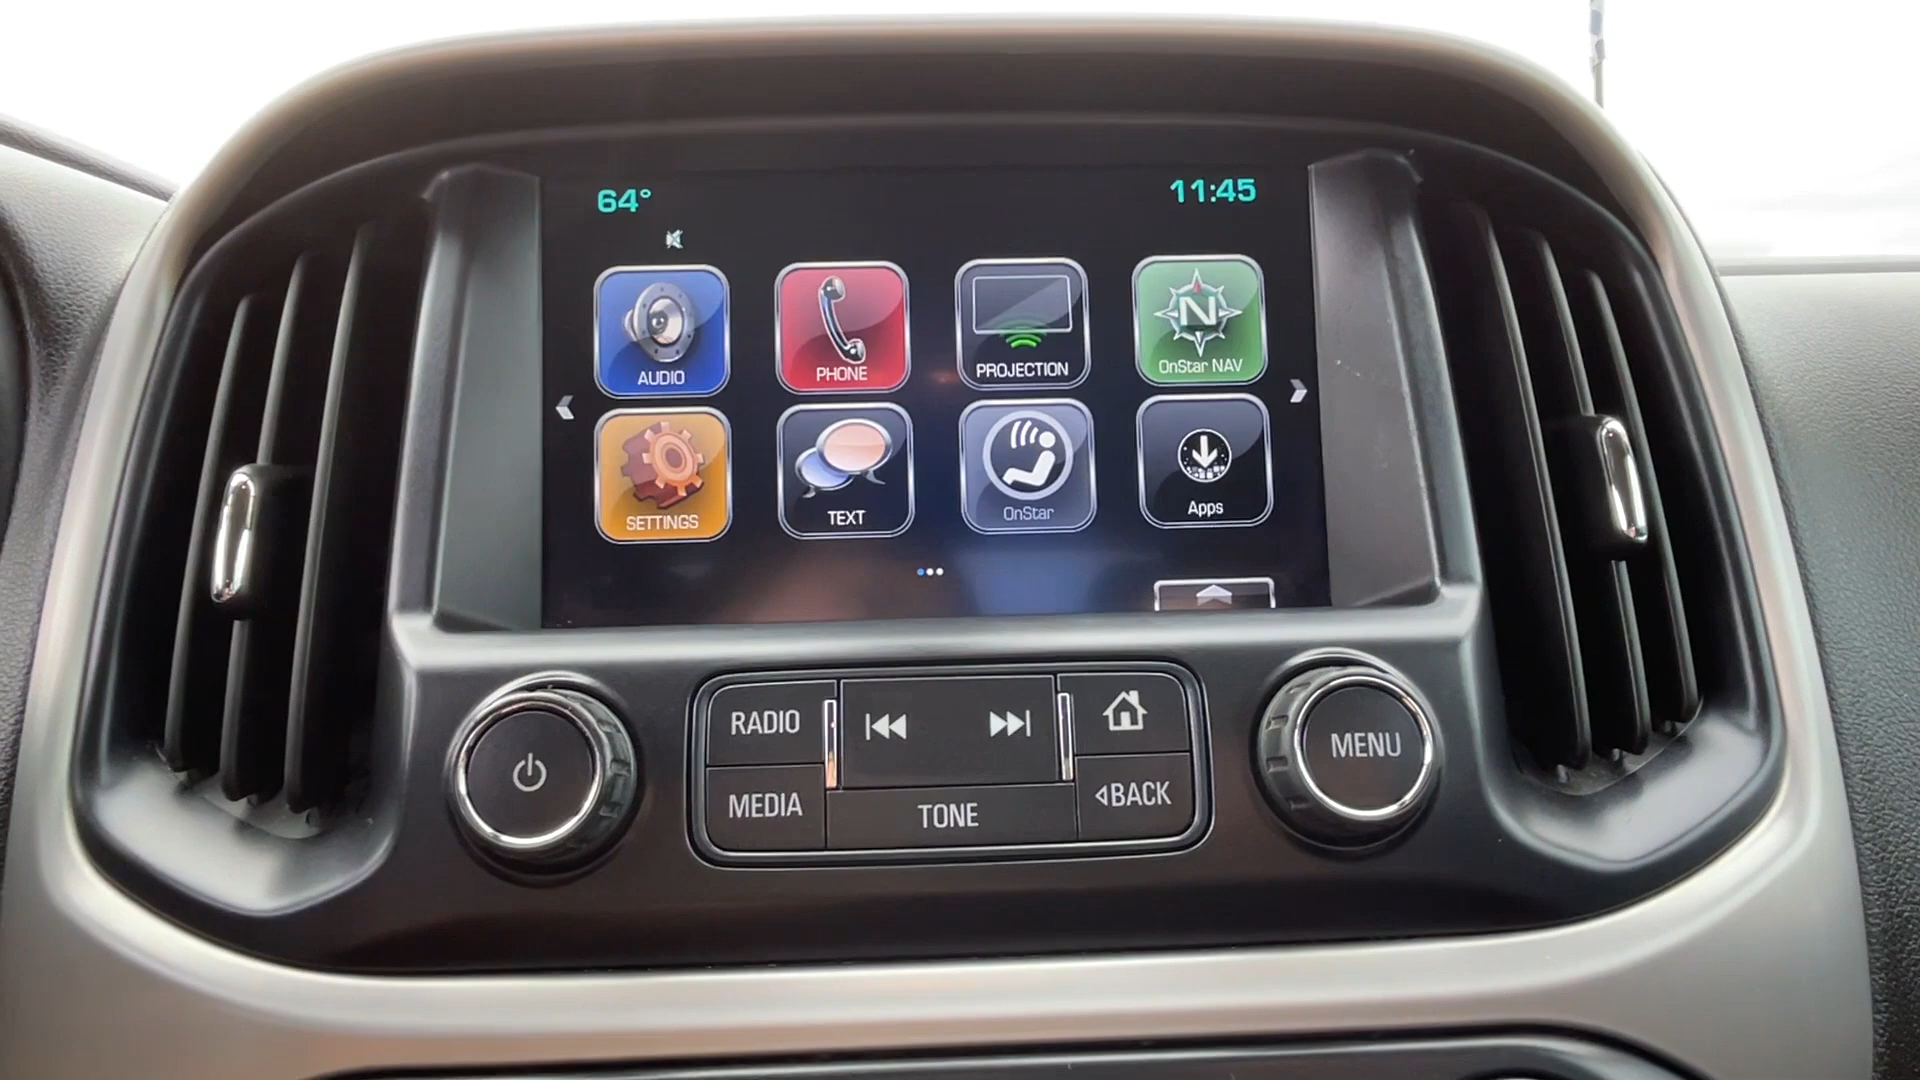 64° 11:45
AUDIO PHONE PROJECTION N OnStar NAV
SETTINGS TEXT OnStar Apps
RADIO
MEDIA
TONE
BACK
MENU